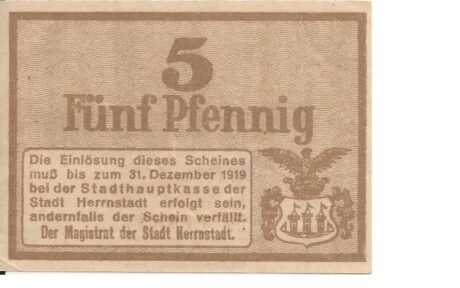 5
Fünf Pfennig
Die Einlösung dieses Scheines
muß bis zum 31. Dezember 1919
bei der Stadthauptkasse der
Stadt Herrnstadt erfolgt sein,
andernfalls der Schein verfällt.
Der Magistrat der Stadt Herrnstadt.